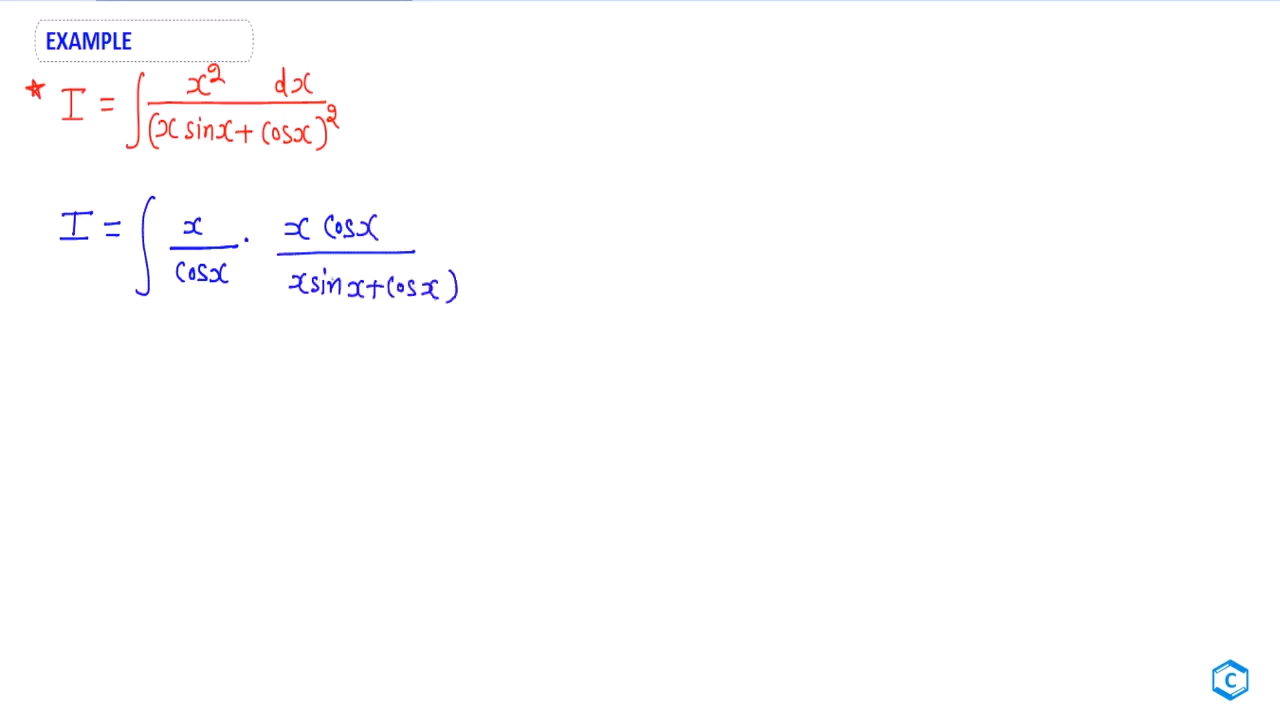 EXAMPLE
* I = ∫ x² dx / (x sinx + cosx)²
I = ∫ x / cosx · x cosx / x sinx + cosx)
C